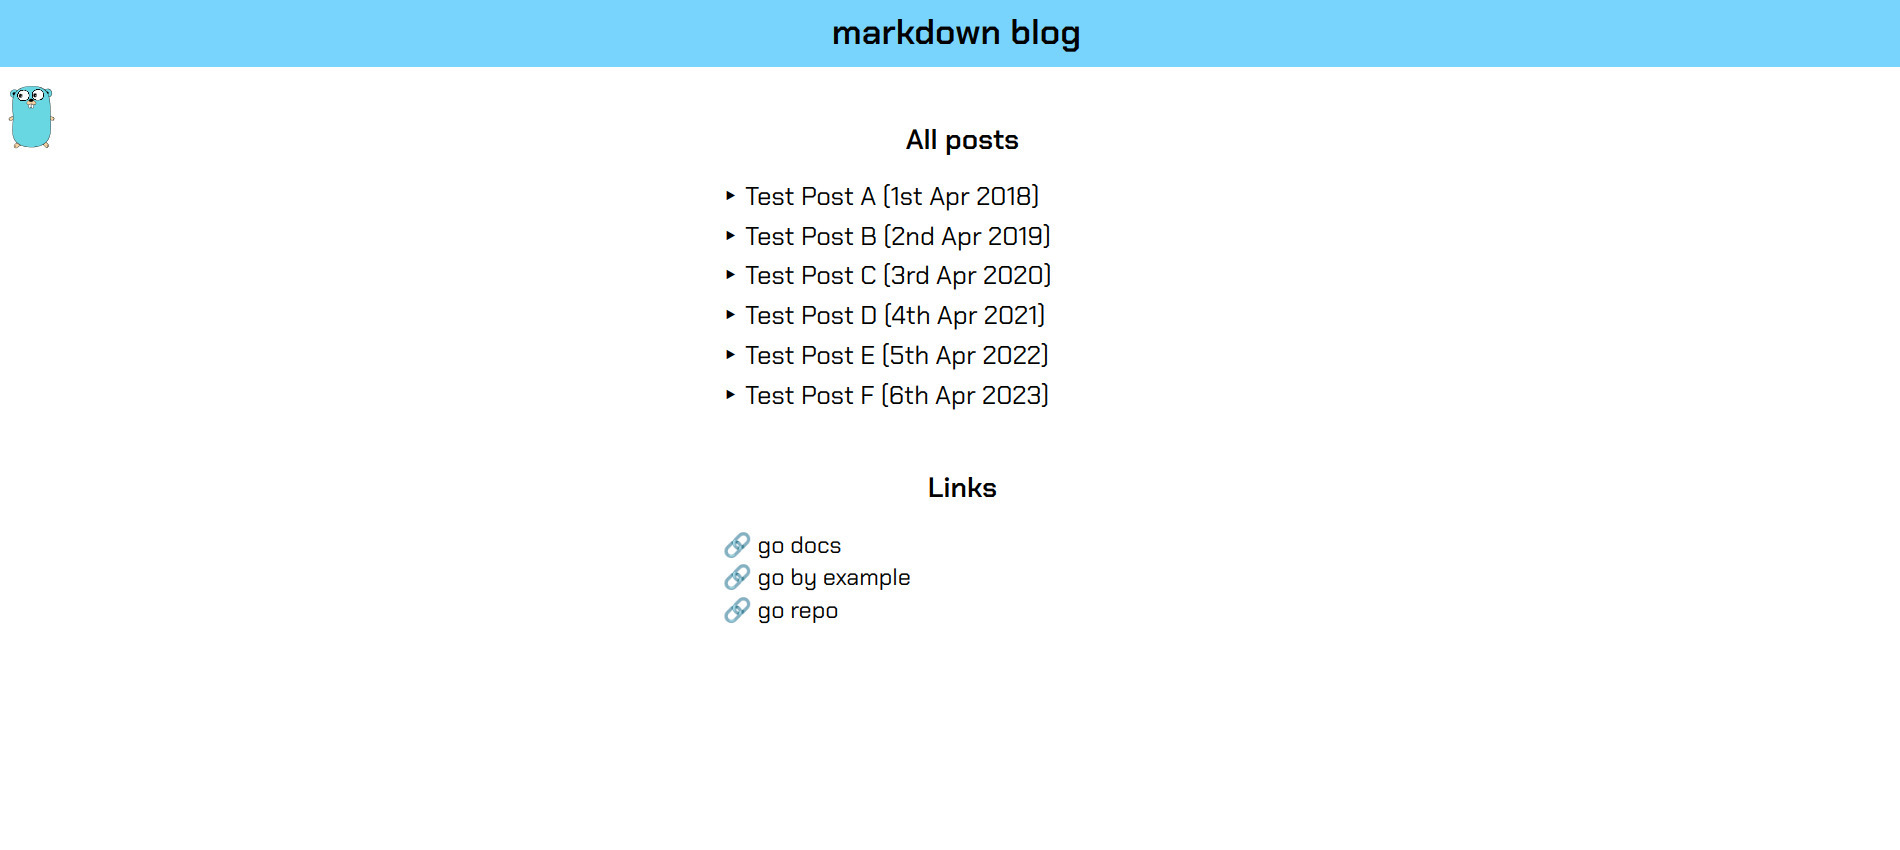 markdown blog
All posts
‣ Test Post A (1st Apr 2018)
‣ Test Post B (2nd Apr 2019)
‣ Test Post C (3rd Apr 2020)
‣ Test Post D (4th Apr 2021)
‣ Test Post E (5th Apr 2022)
‣ Test Post F (6th Apr 2023)
Links
🔗 go docs
🔗 go by example
🔗 go repo